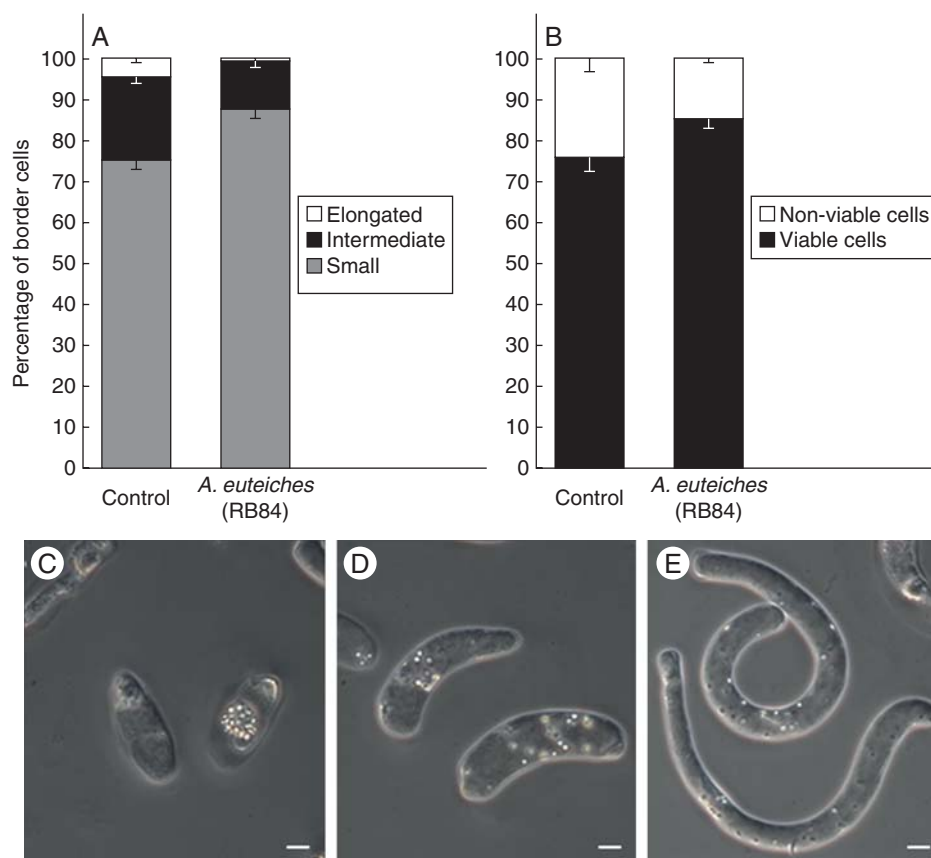 A
Percentage of border cells
100
90
80
70
60
50
40
30
20
10
0
Elongated
Intermediate
Small
Control
A. euteiches
(RB84)
B
100
90
80
70
60
50
40
30
20
10
0
Non-viable cells
Viable cells
Control
A. euteiches
(RB84)
C
D
E